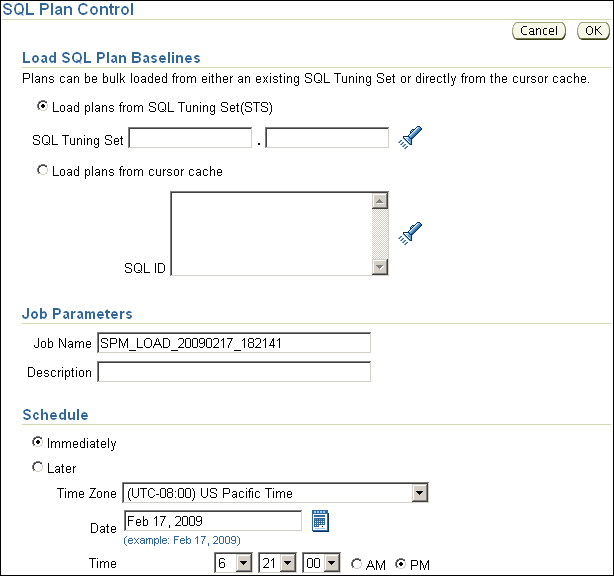 SQL Plan Control
Cancel OK
Load SQL Plan Baselines
Plans can be bulk loaded from either an existing SQL Tuning Set or directly from the cursor cache.
Load plans from SQL Tuning Set(STS)
SQL Tuning Set .
Load plans from cursor cache
SQL ID
Job Parameters
Job Name SPM_LOAD_20090217_182141
Description
Schedule
Immediately
Later
Time Zone (UTC-08:00) US Pacific Time
Date Feb 17, 2009
(example: Feb 17, 2009)
Time 6 21 00 AM PM